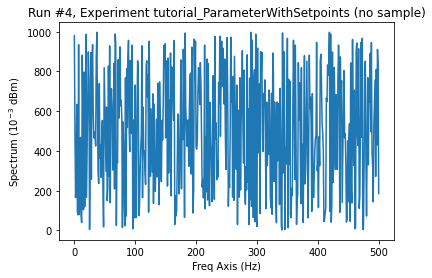 Run #4, Experiment tutorial_ParameterWithSetpoints (no sample)
1000
800
600
400
200
0
Spectrum (10⁻³ dBm)
0 100 200 300 400 500
Freq Axis (Hz)